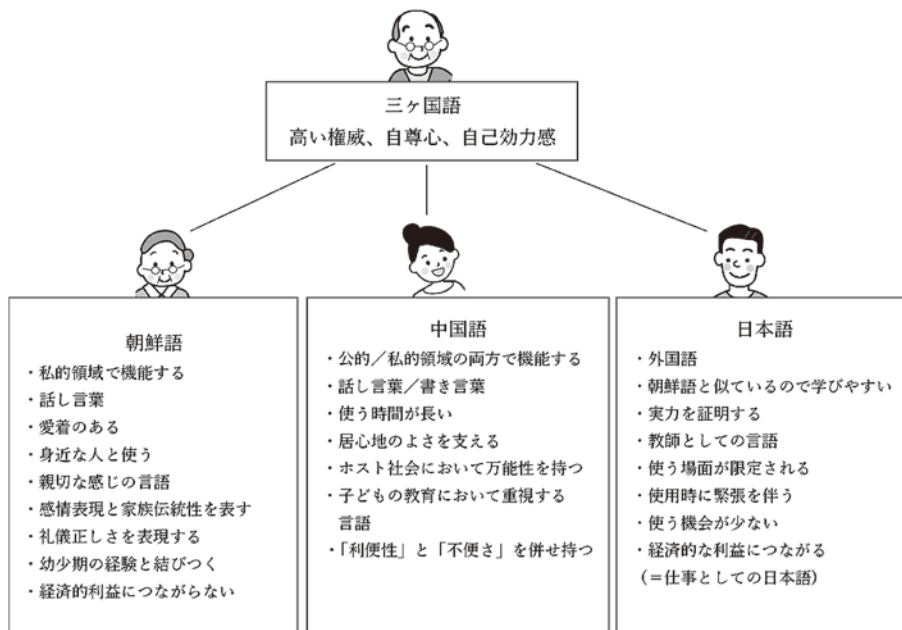 三ヶ国語
高い権威、自尊心、自己効力感
朝鮮語
・私的領域で機能する
・話し言葉
・愛着のある
・身近な人と使う
・親切な感じの言語
・感情表現と家族伝統性を表す
・礼儀正しさを表現する
・幼少期の経験と結びつく
・経済的利益につながらない
中国語
・公的／私的領域の両方で機能する
・話し言葉／書き言葉
・使う時間が長い
・居心地のよさを支える
・ホスト社会において万能性を持つ
・子どもの教育において重視する
言語
・「利便性」と「不便さ」を併せ持つ
日本語
・外国語
・朝鮮語と似ているので学びやすい
・実力を証明する
・教師としての言語
・使う場面が限定される
・使用時に緊張を伴う
・使う機会が少ない
・経済的な利益につながる
（＝仕事としての日本語）